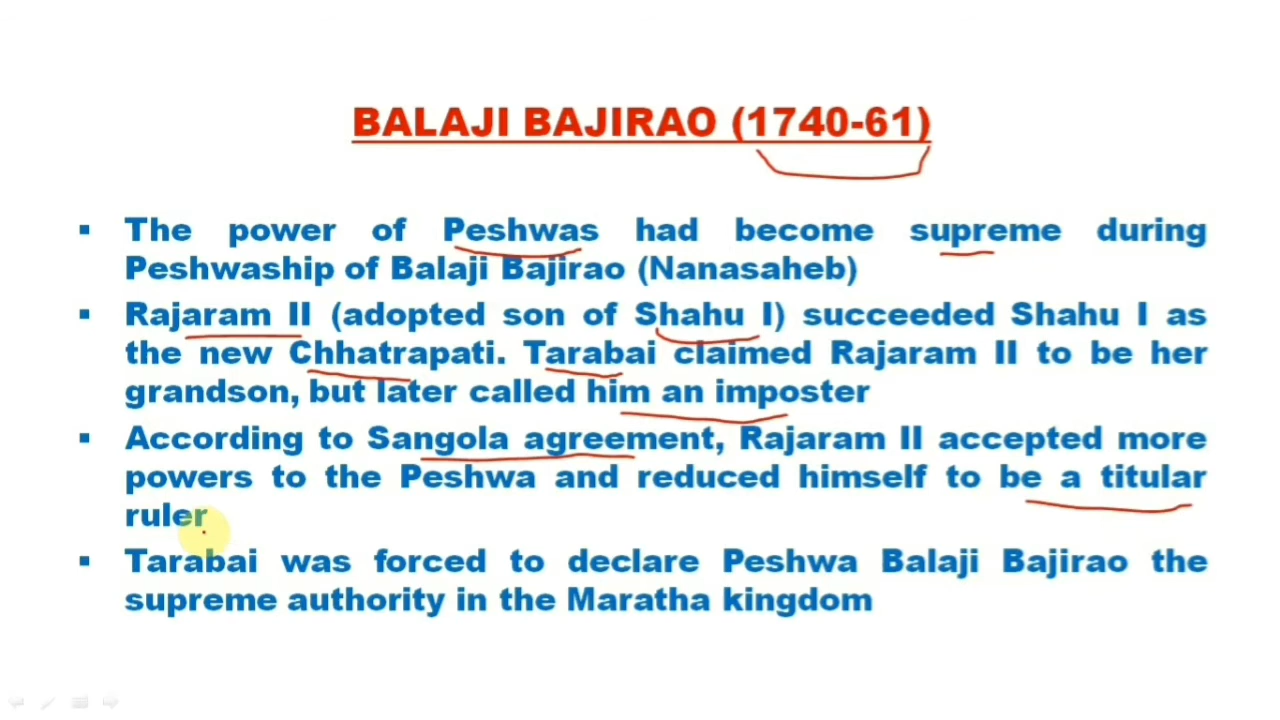 BALAJI BAJIRAO (1740-61)
▪ The power of Peshwas had become supreme during
Peshwaship of Balaji Bajirao (Nanasaheb)
▪ Rajaram II (adopted son of Shahu I) succeeded Shahu I as
the new Chhatrapati. Tarabai claimed Rajaram II to be her
grandson, but later called him an imposter
▪ According to Sangola agreement, Rajaram II accepted more
powers to the Peshwa and reduced himself to be a titular
ruler
▪ Tarabai was forced to declare Peshwa Balaji Bajirao the
supreme authority in the Maratha kingdom